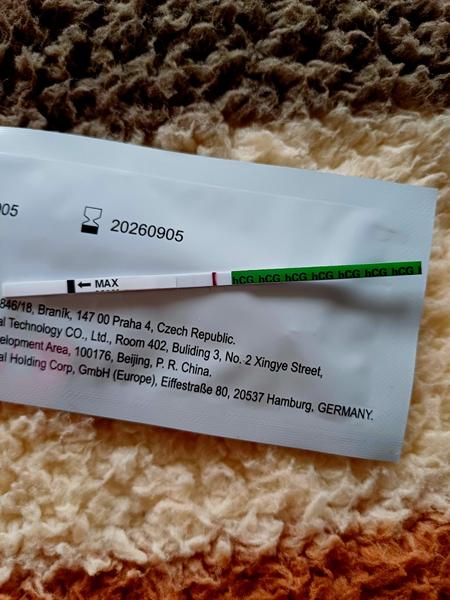 05
20260905
MAX
hCG hCG hCG hCG hCG hCG hCG
846/18, Braník, 147 00 Praha 4, Czech Republic.
al Technology CO., Ltd., Room 402, Buliding 3, No. 2 Xingye Street,
elopment Area, 100176, Beijing, P. R. China.
al Holding Corp, GmbH (Europe), Eiffestraße 80, 20537 Hamburg, GERMANY.